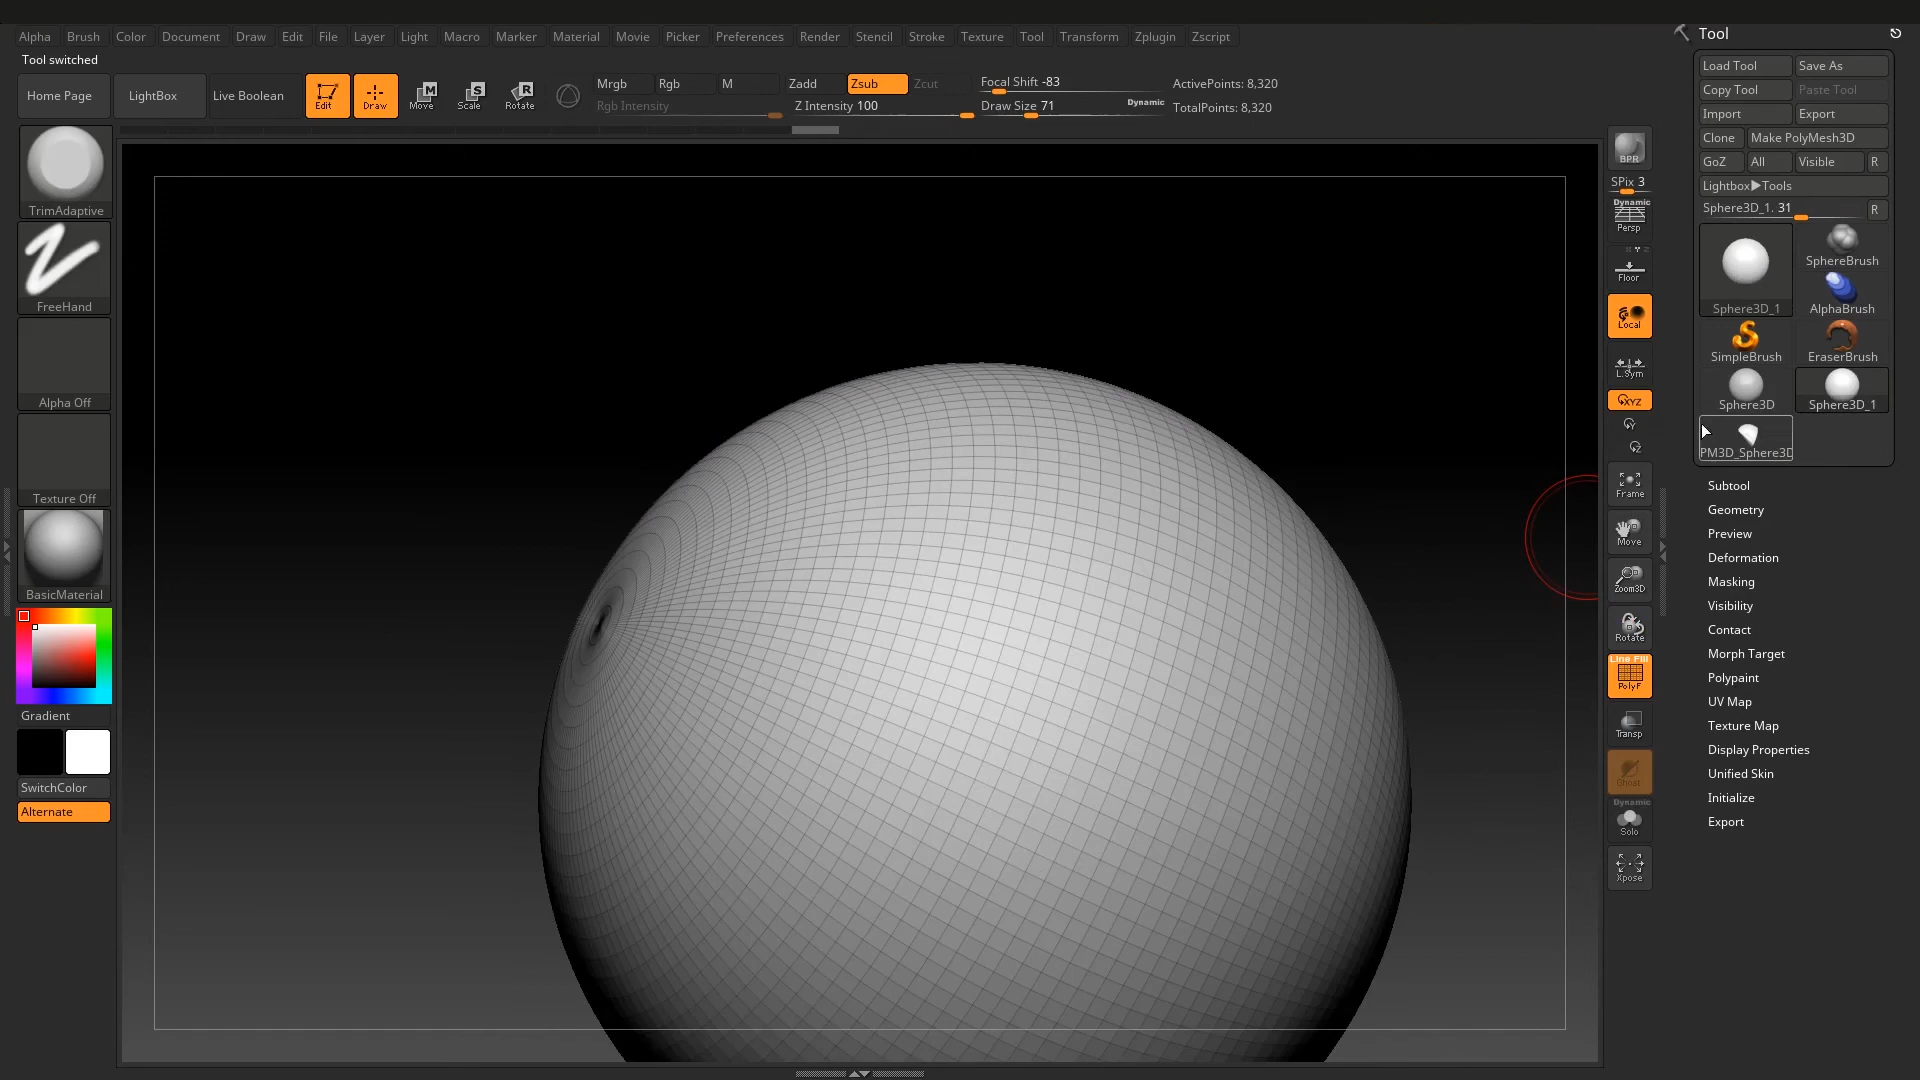 Alpha Brush Color Document Draw Edit File Layer Light Macro Marker Material Movie Picker Preferences Render Stencil Stroke Texture Tool Transform Zplugin Zscript
Tool switched
Home Page LightBox Live Boolean Edit Draw Move Scale Rotate
Mrgb Rgb M Zadd Zsub Zcut Focal Shift -83 ActivePoints: 8,320
Rgb Intensity Z Intensity 100 Draw Size 71 Dynamic TotalPoints: 8,320
TrimAdaptive
FreeHand
Alpha Off
Texture Off
BasicMaterial
Gradient
SwitchColor
Alternate
BPR
SPix 3
Dynamic
Persp
Floor
Local
L.Sym
XYZ
Y
Z
Frame
Move
Zoom3D
Rotate
Line Fill
PolyF
Transp
Ghost
Dynamic
Solo
Xpose
Tool
Load Tool Save As
Copy Tool Paste Tool
Import Export
Clone Make PolyMesh3D
GoZ All Visible R
Lightbox▶Tools
Sphere3D_1. 31 R
Sphere3D_1 SphereBrush
AlphaBrush
SimpleBrush EraserBrush
Sphere3D Sphere3D_1
PM3D_Sphere3D
Subtool
Geometry
Preview
Deformation
Masking
Visibility
Contact
Morph Target
Polypaint
UV Map
Texture Map
Display Properties
Unified Skin
Initialize
Export